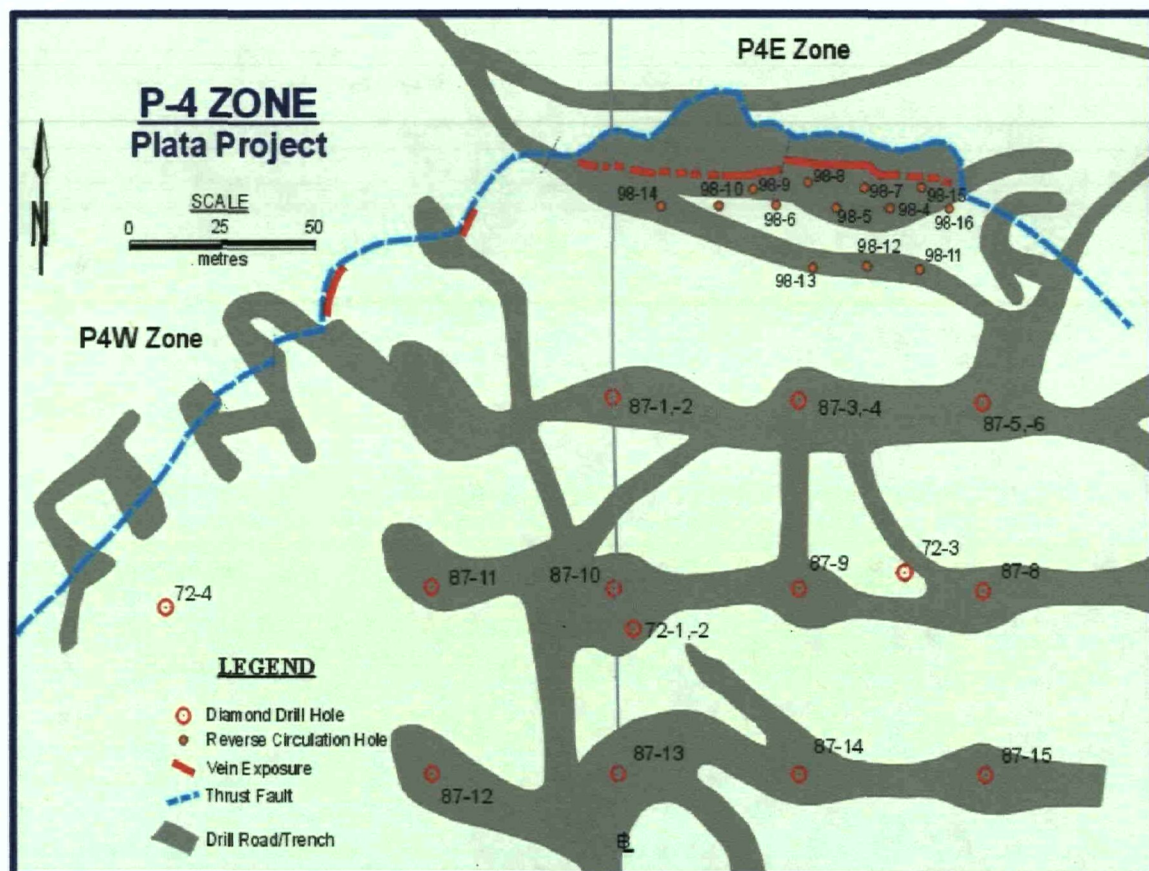 P4E Zone
P-4 ZONE
Plata Project
SCALE
0 25 50
metres
N
98-14
98-10
98-9
98-8
98-7
98-15
98-6
98-5
98-4
98-16
98-12
98-11
98-13
P4W Zone
87-1,-2
87-3,-4
87-5,-6
72-3
87-11
87-10
87-9
87-8
72-4
72-1,-2
LEGEND
Diamond Drill Hole
Reverse Circulation Hole
Vein Exposure
Thrust Fault
Drill Road/Trench
87-13
87-14
87-15
87-12